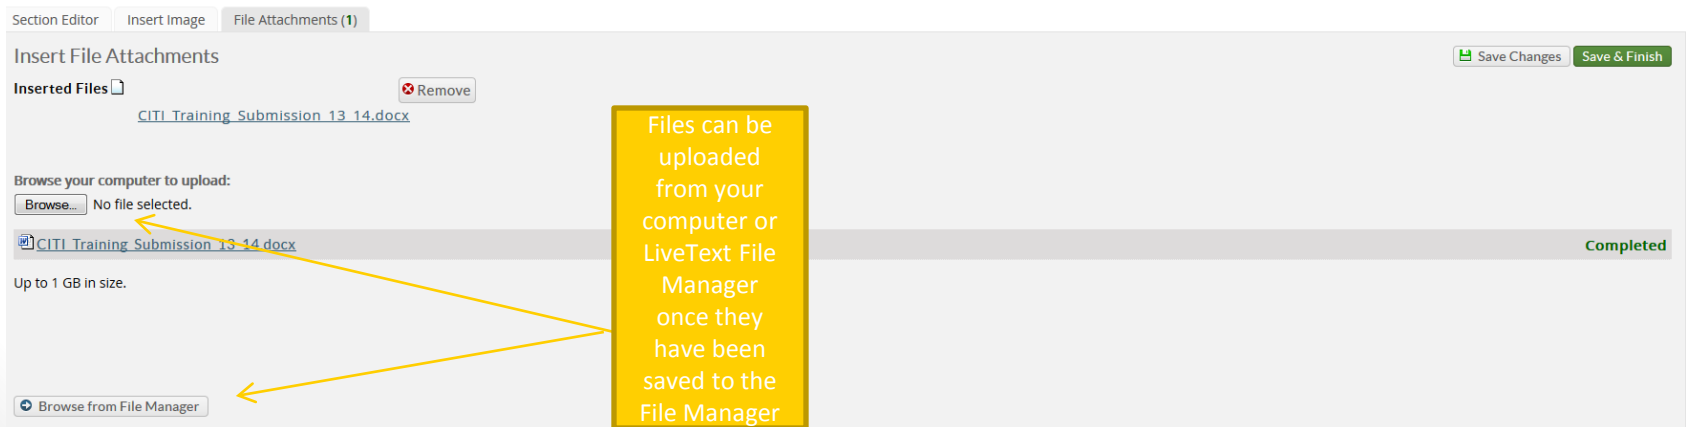 Section Editor Insert Image File Attachments (1)
Insert File Attachments
Save Changes Save & Finish
Inserted Files
Remove
CITI_Training_Submission_13_14.docx
Browse your computer to upload:
Browse... No file selected.
CITI_Training_Submission_13_14.docx
Completed
Up to 1 GB in size.
Browse from File Manager
Files can be
uploaded
from your
computer or
LiveText File
Manager
once they
have been
saved to the
File Manager